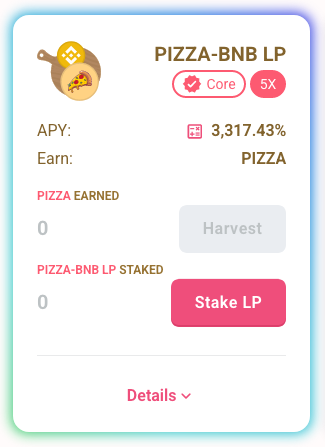 PIZZA-BNB LP
Core 5X
APY: 3,317.43%
Earn: PIZZA
PIZZA EARNED
0 Harvest
PIZZA-BNB LP STAKED
0 Stake LP
Details